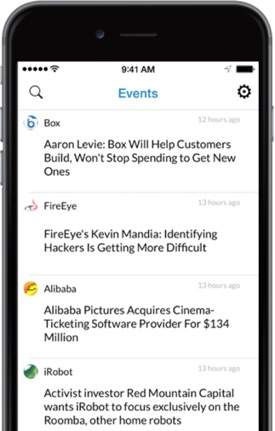 9:41 AM
Events
Box
12 hours ago
Aaron Levie: Box Will Help Customers
Build, Won't Stop Spending to Get New
Ones
FireEye
13 hours ago
FireEye's Kevin Mandia: Identifying
Hackers Is Getting More Difficult
Alibaba
13 hours ago
Alibaba Pictures Acquires Cinema-
Ticketing Software Provider For $134
Million
iRobot
13 hours ago
Activist investor Red Mountain Capital
wants iRobot to focus exclusively on the
Roomba, other home robots